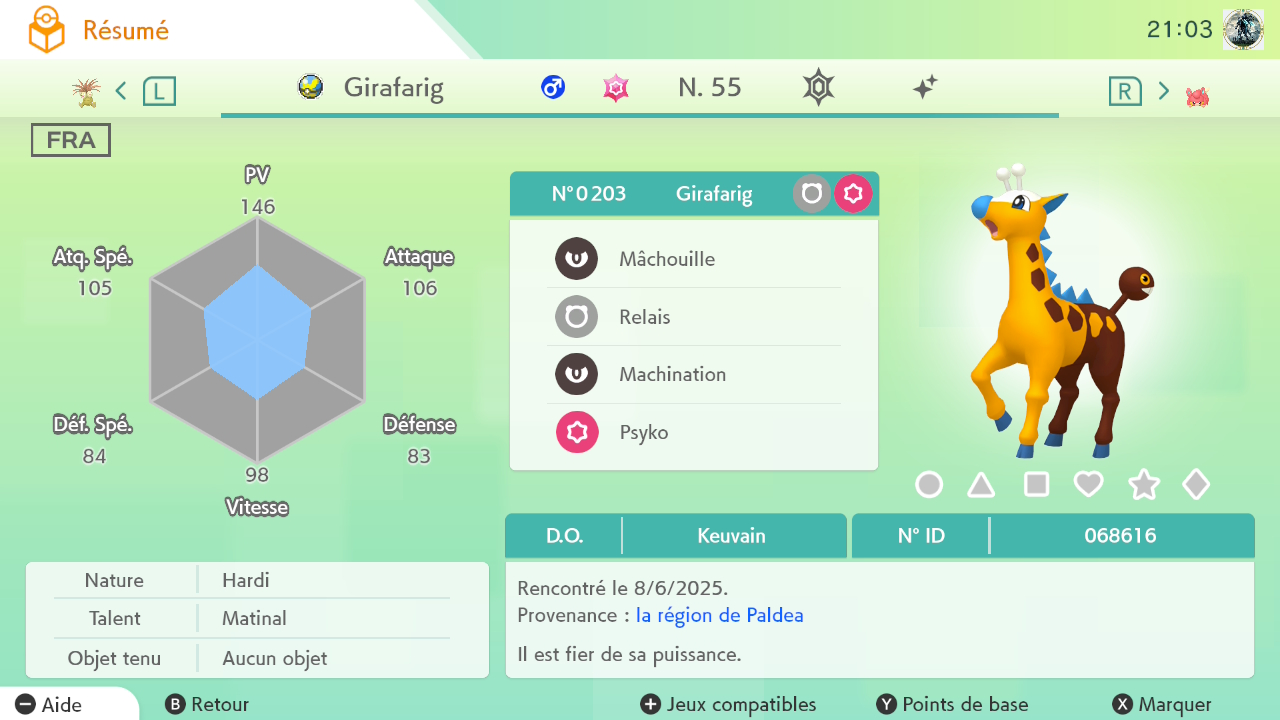 Résumé
21:03
L
Girafarig
N. 55
R
FRA
PV
146
Atq. Spé.
105
Attaque
106
Déf. Spé.
84
Défense
83
98
Vitesse
N° 0203 Girafarig
Mâchouille
Relais
Machination
Psyko
D.O. Keuvain
N° ID 068616
Nature Hardi
Talent Matinal
Objet tenu Aucun objet
Rencontré le 8/6/2025.
Provenance : la région de Paldea
Il est fier de sa puissance.
Aide
B Retour
Jeux compatibles
Y Points de base
X Marquer